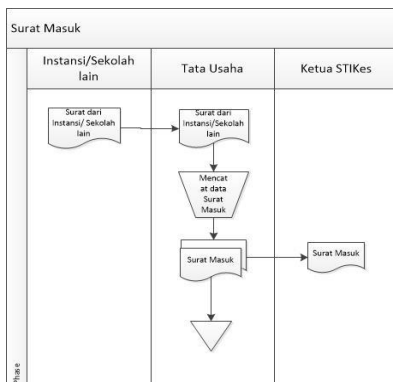 Surat Masuk
Instansi/Sekolah
lain
Tata Usaha
Ketua STIKes
Surat dari
Instansi/ Sekolah
lain
Surat dari
Instansi/Sekolah
lain
Mencat
at data
Surat
Masuk
Surat Masuk
Surat Masuk
Phase